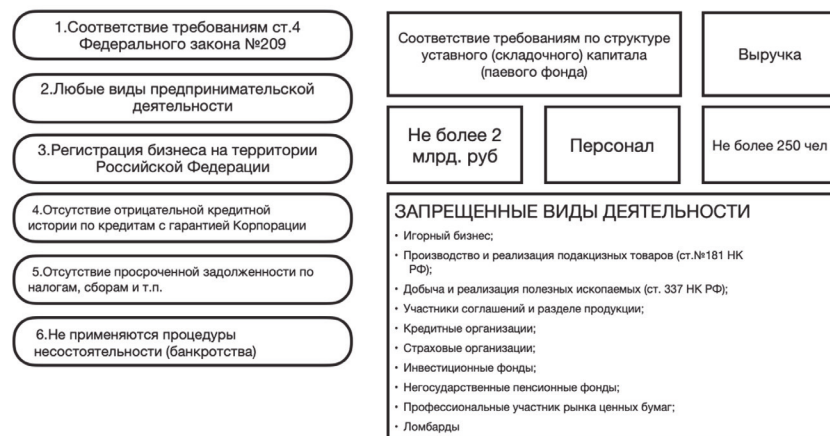 1.Соответствие требованиям ст.4
Федерального закона №209
2.Любые виды предпринимательской
деятельности
3.Регистрация бизнеса на территории
Российской Федерации
4.Отсутствие отрицательной кредитной
истории по кредитам с гарантией Корпорации
5.Отсутствие просроченной задолженности по
налогам, сборам и т.п.
6.Не применяются процедуры
несостоятельности (банкротства)
Соответствие требованиям по структуре
уставного (складочного) капитала
(паевого фонда)
Выручка
Не более 2
млрд. руб
Персонал
Не более 250 чел
ЗАПРЕЩЕННЫЕ ВИДЫ ДЕЯТЕЛЬНОСТИ
• Игорный бизнес;
• Производство и реализация подакцизных товаров (ст.№181 НК
РФ);
• Добыча и реализация полезных ископаемых (ст. 337 НК РФ);
• Участники соглашений и разделе продукции;
• Кредитные организации;
• Страховые организации;
• Инвестиционные фонды;
• Негосударственные пенсионные фонды;
• Профессиональные участник рынка ценных бумаг;
• Ломбарды